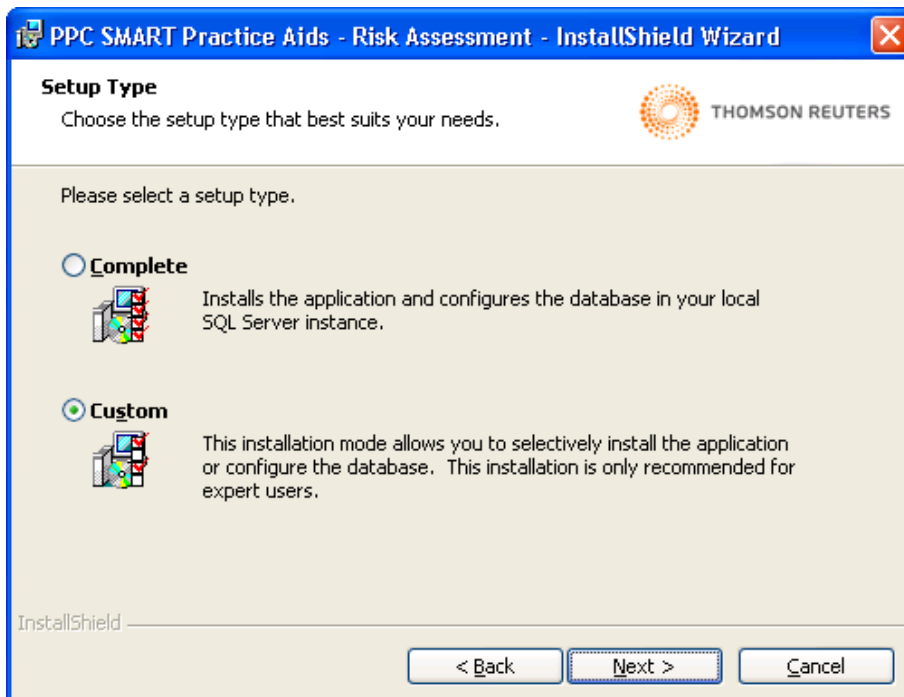 PPC SMART Practice Aids - Risk Assessment - InstallShield Wizard
Setup Type
Choose the setup type that best suits your needs.
THOMSON REUTERS
Please select a setup type.
Complete
Installs the application and configures the database in your local
SQL Server instance.
Custom
This installation mode allows you to selectively install the application
or configure the database. This installation is only recommended for
expert users.
InstallShield
< Back Next > Cancel